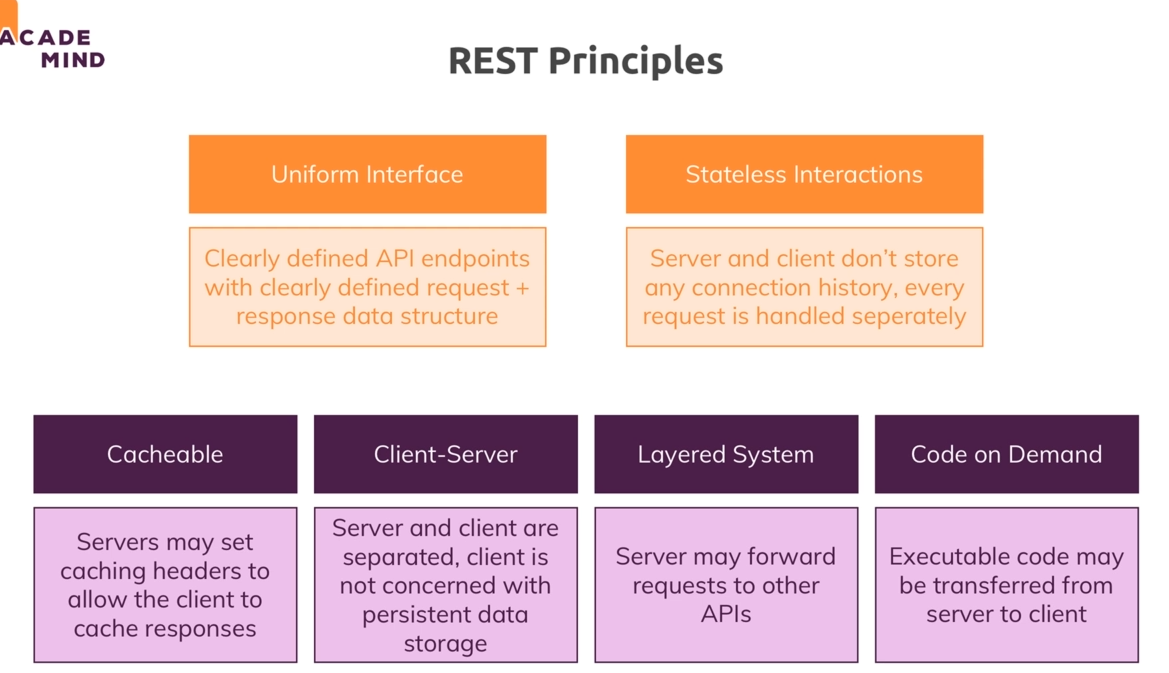 ACADE
MIND
REST Principles
Uniform Interface
Clearly defined API endpoints
with clearly defined request +
response data structure
Stateless Interactions
Server and client don't store
any connection history, every
request is handled seperately
Cacheable
Servers may set
caching headers to
allow the client to
cache responses
Client-Server
Server and client are
separated, client is
not concerned with
persistent data
storage
Layered System
Server may forward
requests to other
APIs
Code on Demand
Executable code may
be transferred from
server to client